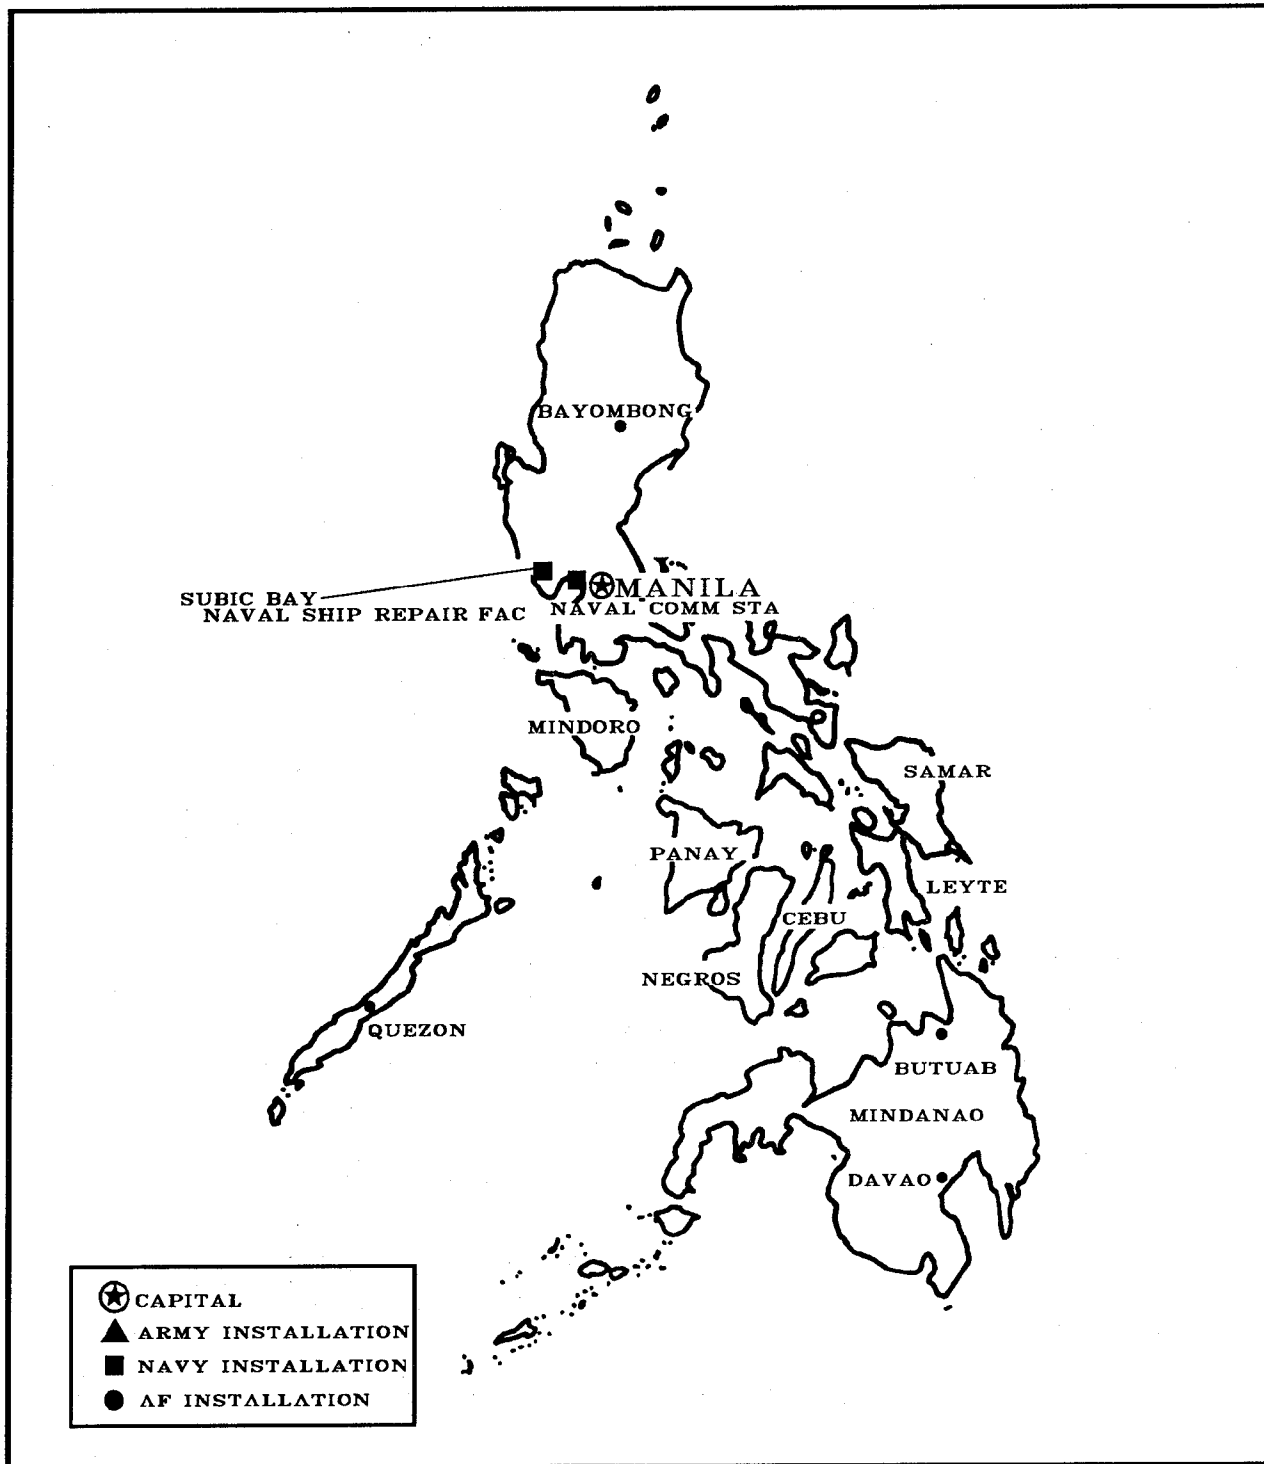 BAYOMBONG
MANILA
SUBIC BAY
NAVAL SHIP REPAIR FAC
NAVAL COMM STA
MINDORO
SAMAR
PANAY
LEYTE
CEBU
NEGROS
QUEZON
BUTUAB
MINDANAO
DAVAO
CAPITAL
ARMY INSTALLATION
NAVY INSTALLATION
AF INSTALLATION